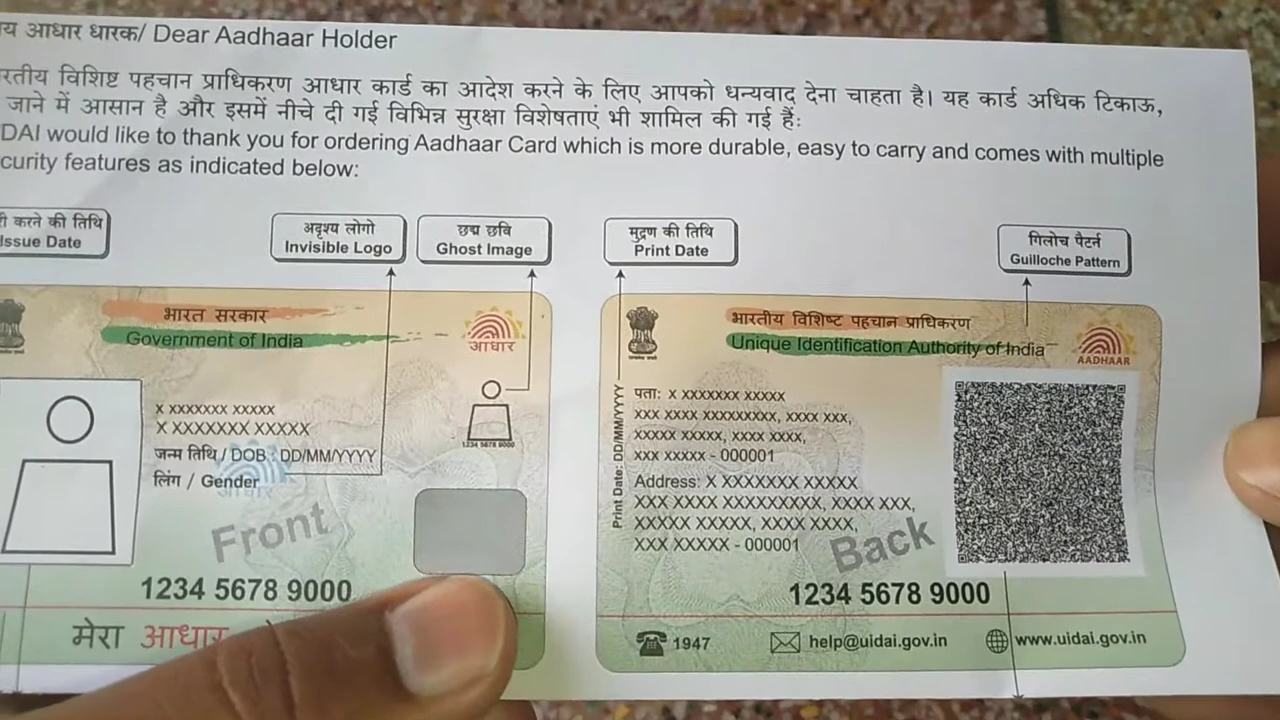 य आधार धारक/ Dear Aadhaar Holder
रतीय विशिष्ट पहचान प्राधिकरण आधार कार्ड का आदेश करने के लिए आपको धन्यवाद देना चाहता है। यह कार्ड अधिक टिकाऊ,
जाने में आसान है और इसमें नीचे दी गई विभिन्न सुरक्षा विशेषताएं भी शामिल की गई हैं:
DAI would like to thank you for ordering Aadhaar Card which is more durable, easy to carry and comes with multiple
curity features as indicated below:
री करने की तिथि
Issue Date
अदृश्य लोगो
Invisible Logo
छद्म छवि
Ghost Image
मुद्रण की तिथि
Print Date
गिलोच पैटर्न
Guilloche Pattern
भारत सरकार
Government of India
आधार
X XXXXXXX XXXXX
X XXXXXXX XXXXX
जन्म तिथि / DOB : DD/MM/YYYY
लिंग / Gender
आधार
1234 5678 9000
Front
1234 5678 9000
मेरा आधार
भारतीय विशिष्ट पहचान प्राधिकरण
Unique Identification Authority of India
AADHAAR
Print Date: DD/MM/YYYY
पता: X XXXXXXX XXXXX
XXX XXXX XXXXXXXXX, XXXX XXX,
XXXXX XXXXX, XXXX XXXX,
XXX XXXXX - 000001
Address: X XXXXXXX XXXXX
XXX XXXX XXXXXXXXX, XXXX XXX,
XXXXX XXXXX, XXXX XXXX,
XXX XXXXX - 000001
Back
1234 5678 9000
1947
help@uidai.gov.in
www.uidai.gov.in